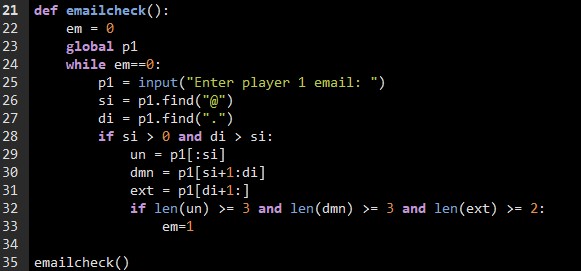 21 def emailcheck():
22     em = 0
23     global p1
24     while em==0:
25         p1 = input("Enter player 1 email: ")
26         si = p1.find("@")
27         di = p1.find(".")
28         if si > 0 and di > si:
29             un = p1[:si]
30             dmn = p1[si+1:di]
31             ext = p1[di+1:]
32             if len(un) >= 3 and len(dmn) >= 3 and len(ext) >= 2:
33                 em=1
34
35 emailcheck()